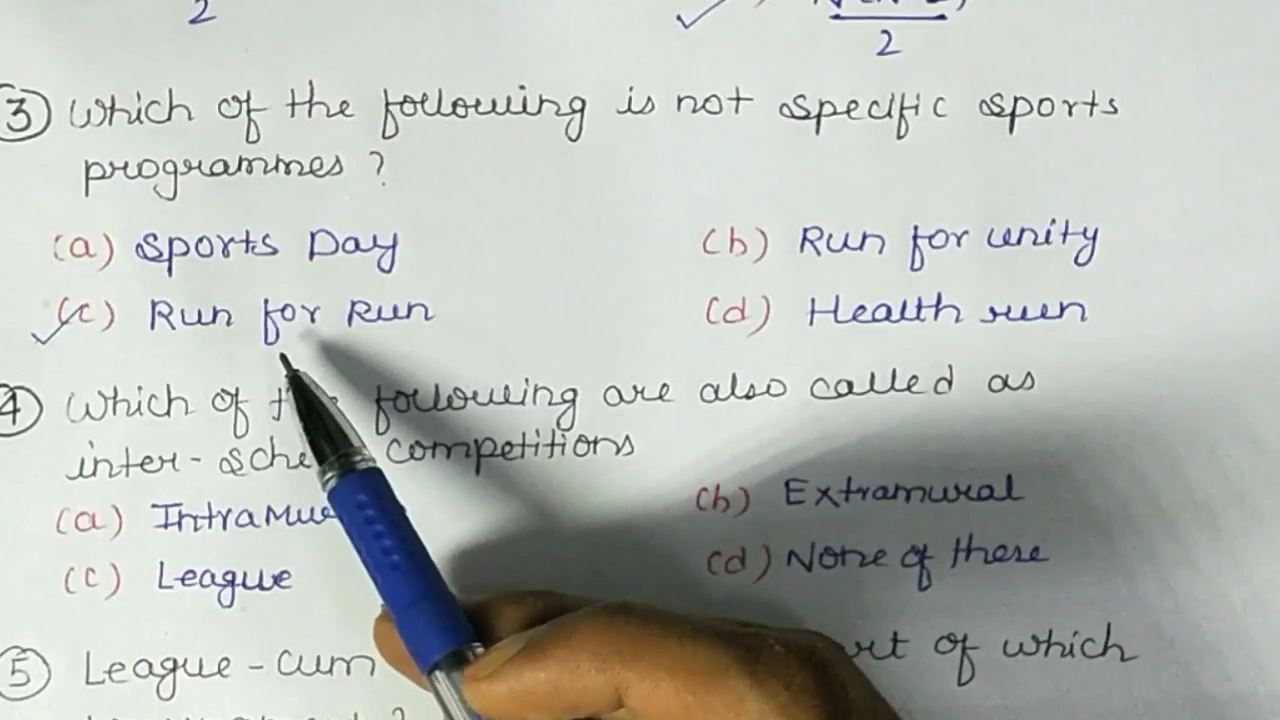 2
2
③ Which of the following is not specific sports
programmes ?
(a) Sports Day (b) Run for unity
(c) Run for Run (d) Health run
④ Which of the following are also called as
inter-school competitions
(a) (b) Extramural
(c) League (d) None of these
⑤ League-cum of which
?